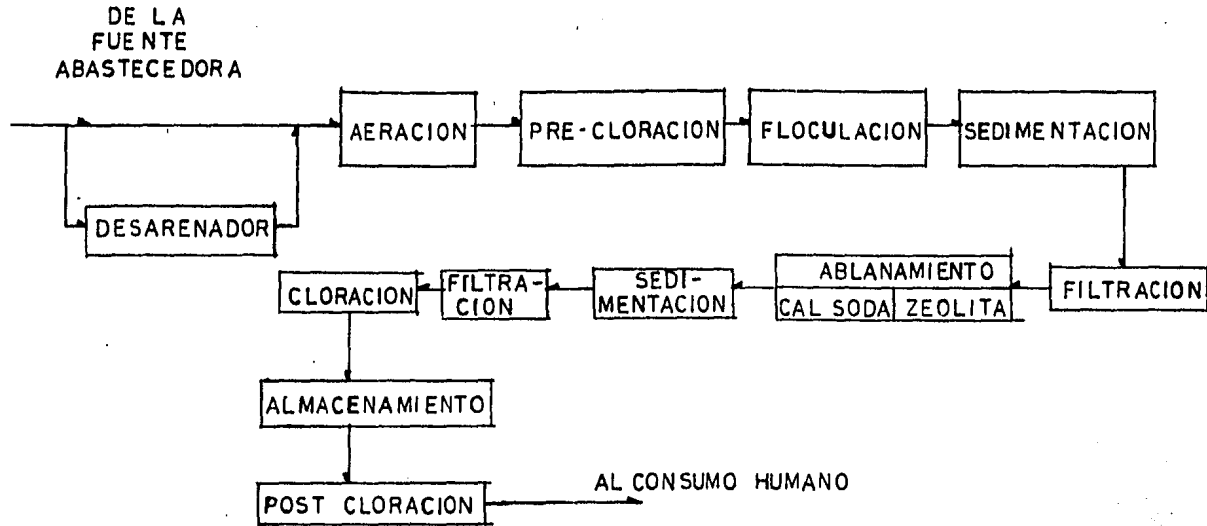 DE LA
FUENTE
ABASTECEDORA
AERACION
PRE-CLORACION
FLOCULACION
SEDIMENTACION
DESARENADOR
FILTRACION
ABLANAMIENTO
CAL SODA
ZEOLITA
SEDI-
MENTACION
FILTRA-
CION
CLORACION
ALMACENAMIENTO
POST CLORACION
AL CONSUMO HUMANO